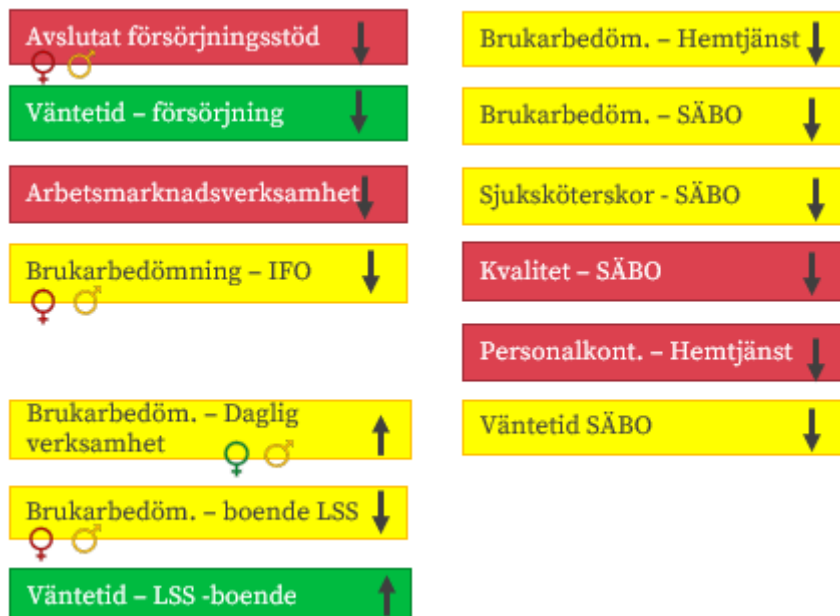 Avslutat försörjningsstöd
Väntetid – försörjning
Arbetsmarknadsverksamhet
Brukarbedömning – IFO
Brukarbedöm. – Daglig
verksamhet
Brukarbedöm. – boende LSS
Väntetid – LSS -boende
Brukarbedöm. – Hemtjänst
Brukarbedöm. – SÄBO
Sjuksköterskor - SÄBO
Kvalitet – SÄBO
Personalkont. – Hemtjänst
Väntetid SÄBO